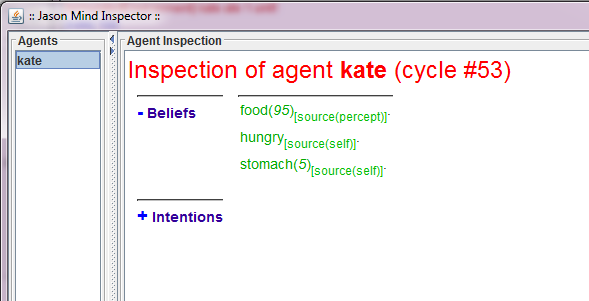 :: Jason Mind Inspector ::
Agents
Agent Inspection
kate
Inspection of agent kate (cycle #53)
- Beliefs
food(95)[source(percept)].
hungry[source(self)].
stomach(5)[source(self)].
+ Intentions